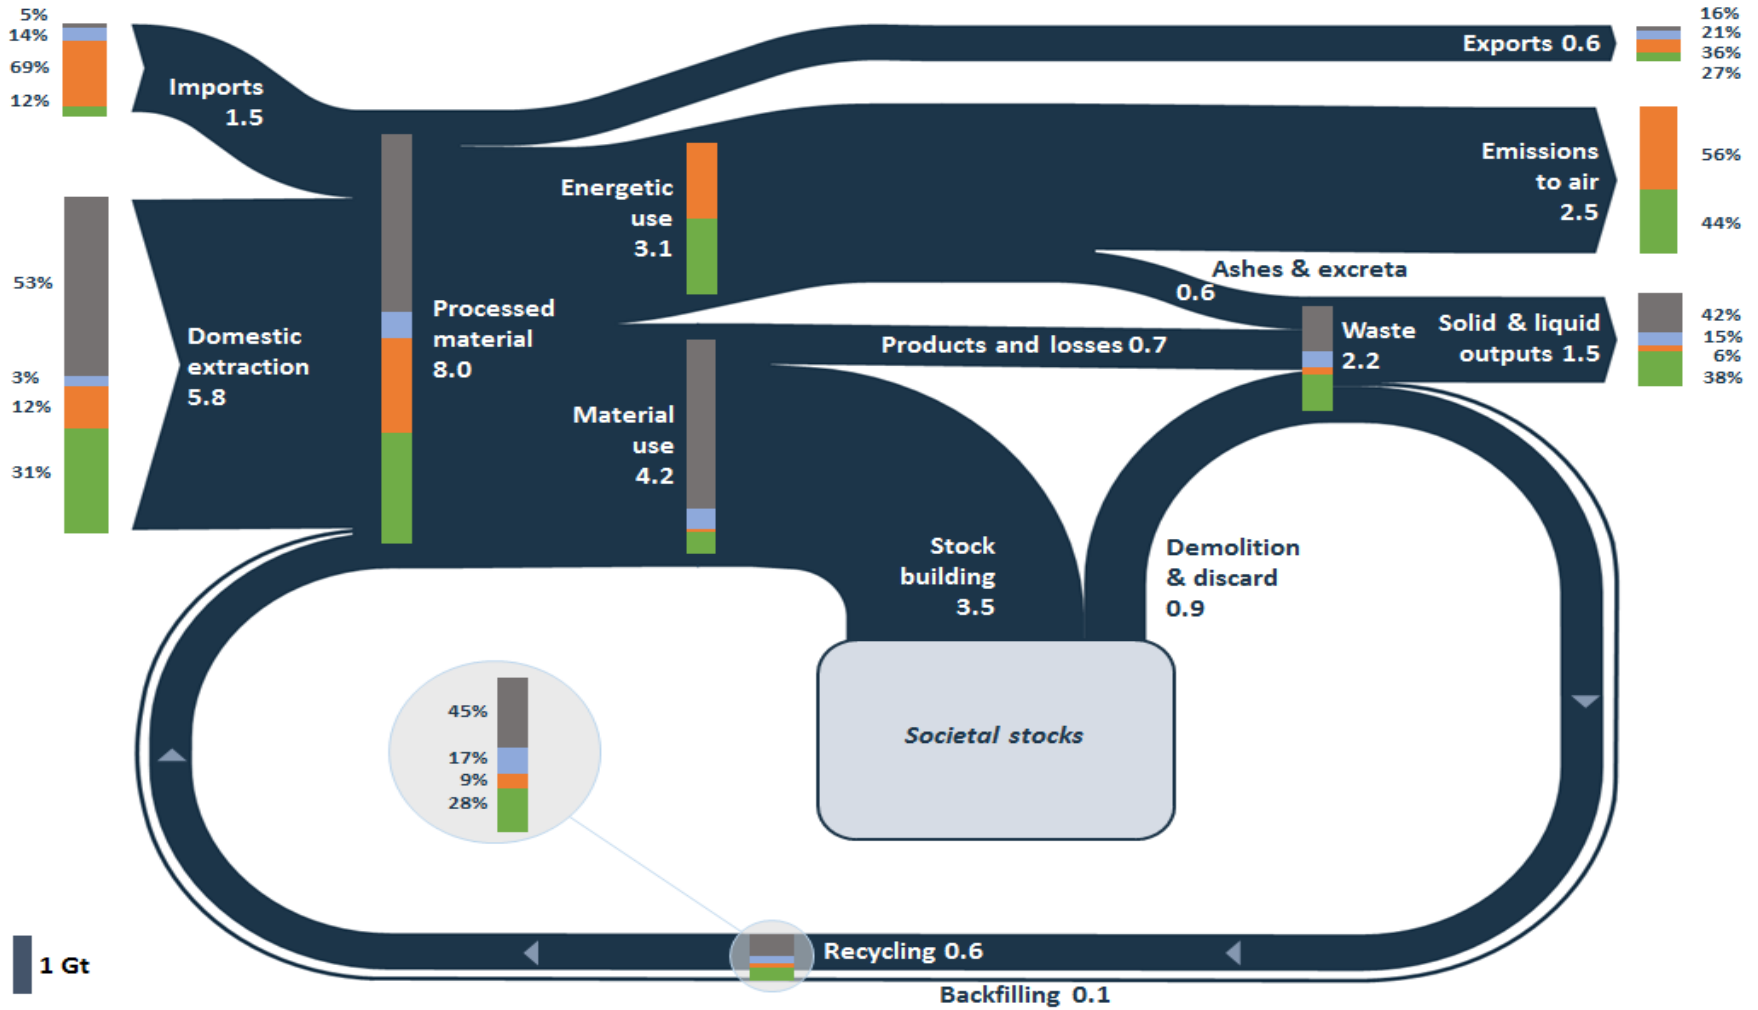 5%
14%
69%
12%
Imports
1.5
53%
3%
12%
31%
Domestic
extraction
5.8
Processed
material
8.0
Energetic
use
3.1
Material
use
4.2
Exports 0.6
16%
21%
36%
27%
Emissions
to air
2.5
56%
44%
Ashes & excreta
0.6
Products and losses 0.7
Waste
2.2
Solid & liquid
outputs 1.5
42%
15%
6%
38%
Stock
building
3.5
Demolition
& discard
0.9
Societal stocks
45%
17%
9%
28%
Recycling 0.6
Backfilling 0.1
1 Gt